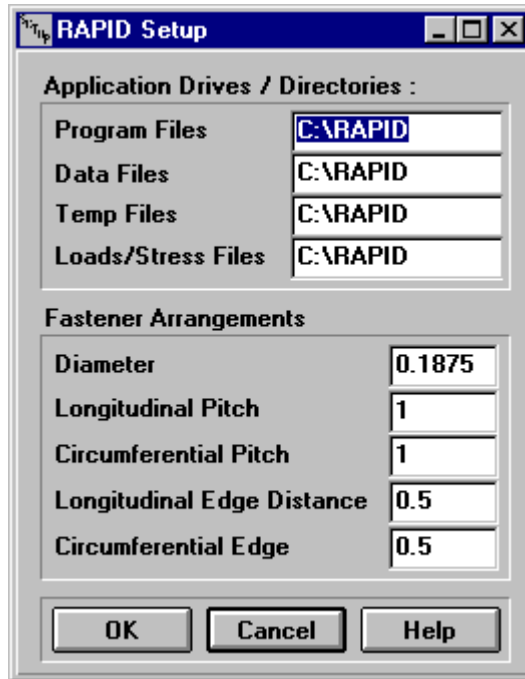 SETUP RAPID Setup
Application Drives / Directories :
Program Files C:\RAPID
Data Files C:\RAPID
Temp Files C:\RAPID
Loads/Stress Files C:\RAPID
Fastener Arrangements
Diameter 0.1875
Longitudinal Pitch 1
Circumferential Pitch 1
Longitudinal Edge Distance 0.5
Circumferential Edge 0.5
OK Cancel Help